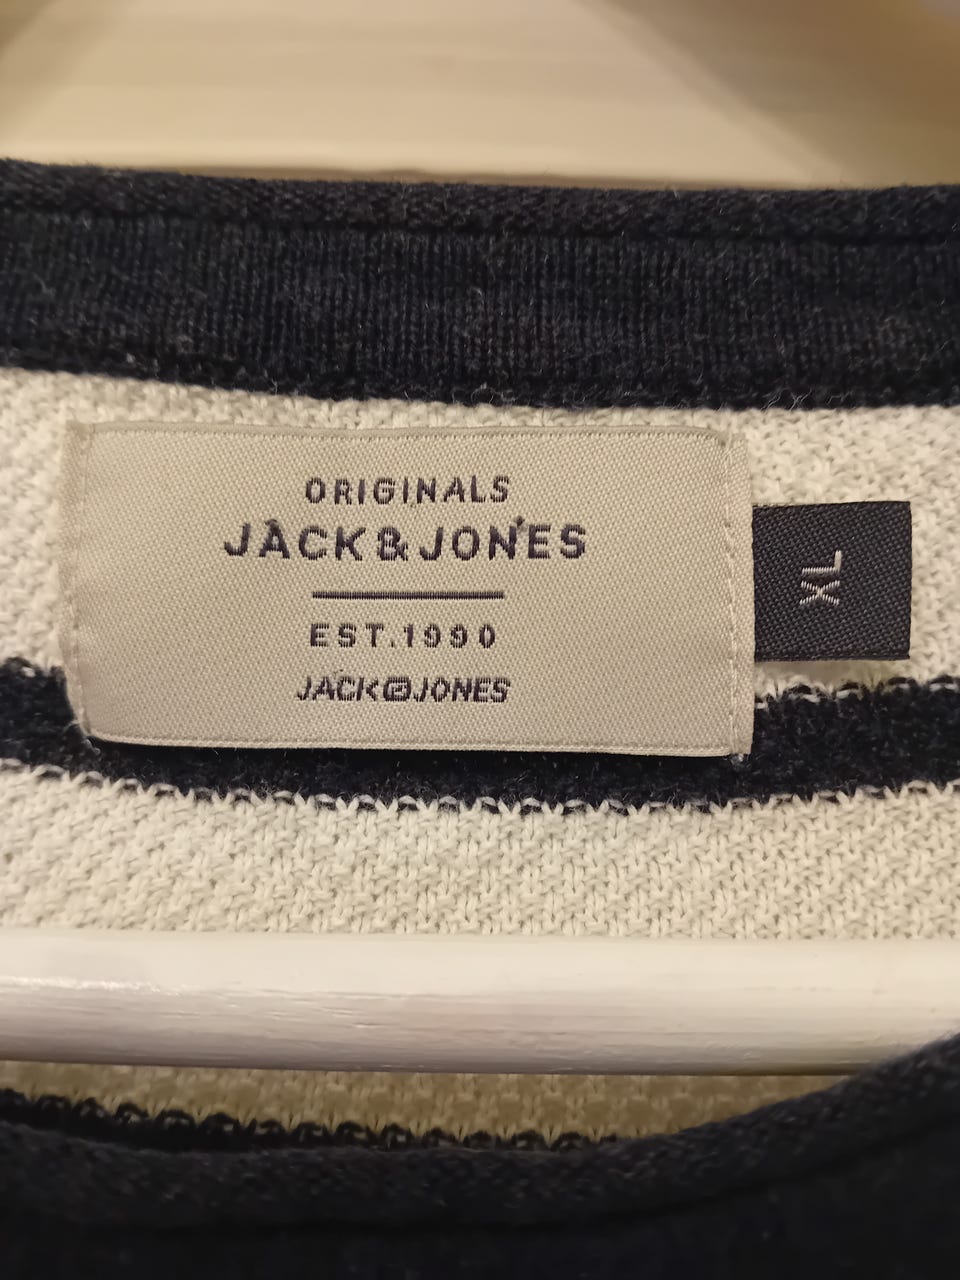 ORIGINALS
JACK & JONES
EST.1990
JACK & JONES
XL